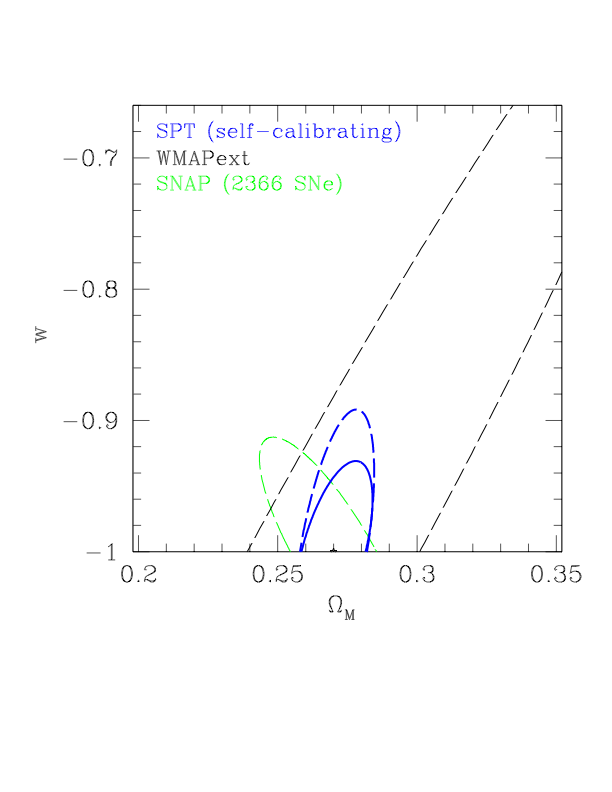 SPT (self-calibrating)
WMAPext
SNAP (2366 SNe)
-0.7
-0.8
-0.9
-1
w
0.2 0.25 0.3 0.35
Ω_M